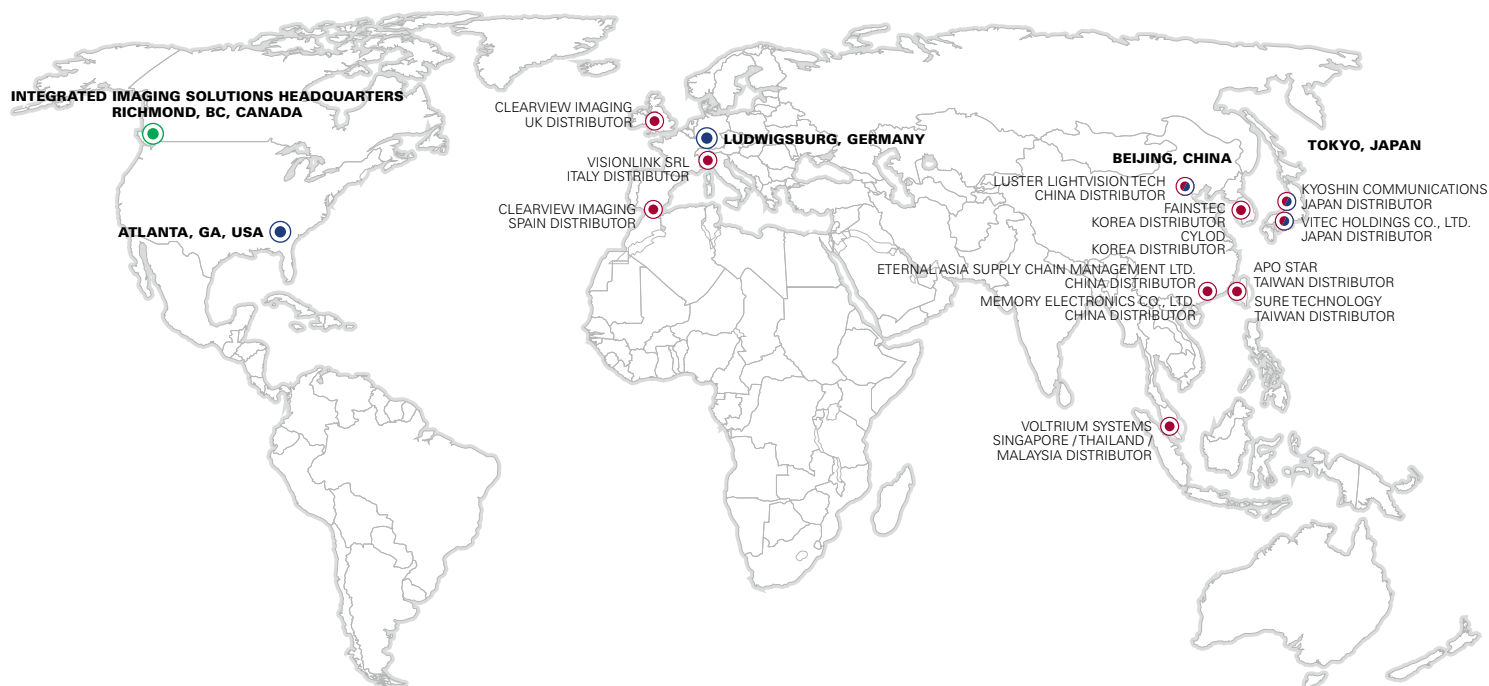 INTEGRATED IMAGING SOLUTIONS HEADQUARTERS
RICHMOND, BC, CANADA
ATLANTA, GA, USA
CLEARVIEW IMAGING
UK DISTRIBUTOR
LUDWIGSBURG, GERMANY
VISIONLINK SRL
ITALY DISTRIBUTOR
CLEARVIEW IMAGING
SPAIN DISTRIBUTOR
BEIJING, CHINA
LUSTER LIGHTVISION TECH
CHINA DISTRIBUTOR
FAINSTEC
KOREA DISTRIBUTOR
CYLOD
KOREA DISTRIBUTOR
TOKYO, JAPAN
KYOSHIN COMMUNICATIONS
JAPAN DISTRIBUTOR
VITEC HOLDINGS CO., LTD.
JAPAN DISTRIBUTOR
ETERNAL ASIA SUPPLY CHAIN MANAGEMENT LTD.
CHINA DISTRIBUTOR
MEMORY ELECTRONICS CO., LTD.
CHINA DISTRIBUTOR
APO STAR
TAIWAN DISTRIBUTOR
SURE TECHNOLOGY
TAIWAN DISTRIBUTOR
VOLTRIUM SYSTEMS
SINGAPORE / THAILAND /
MALAYSIA DISTRIBUTOR